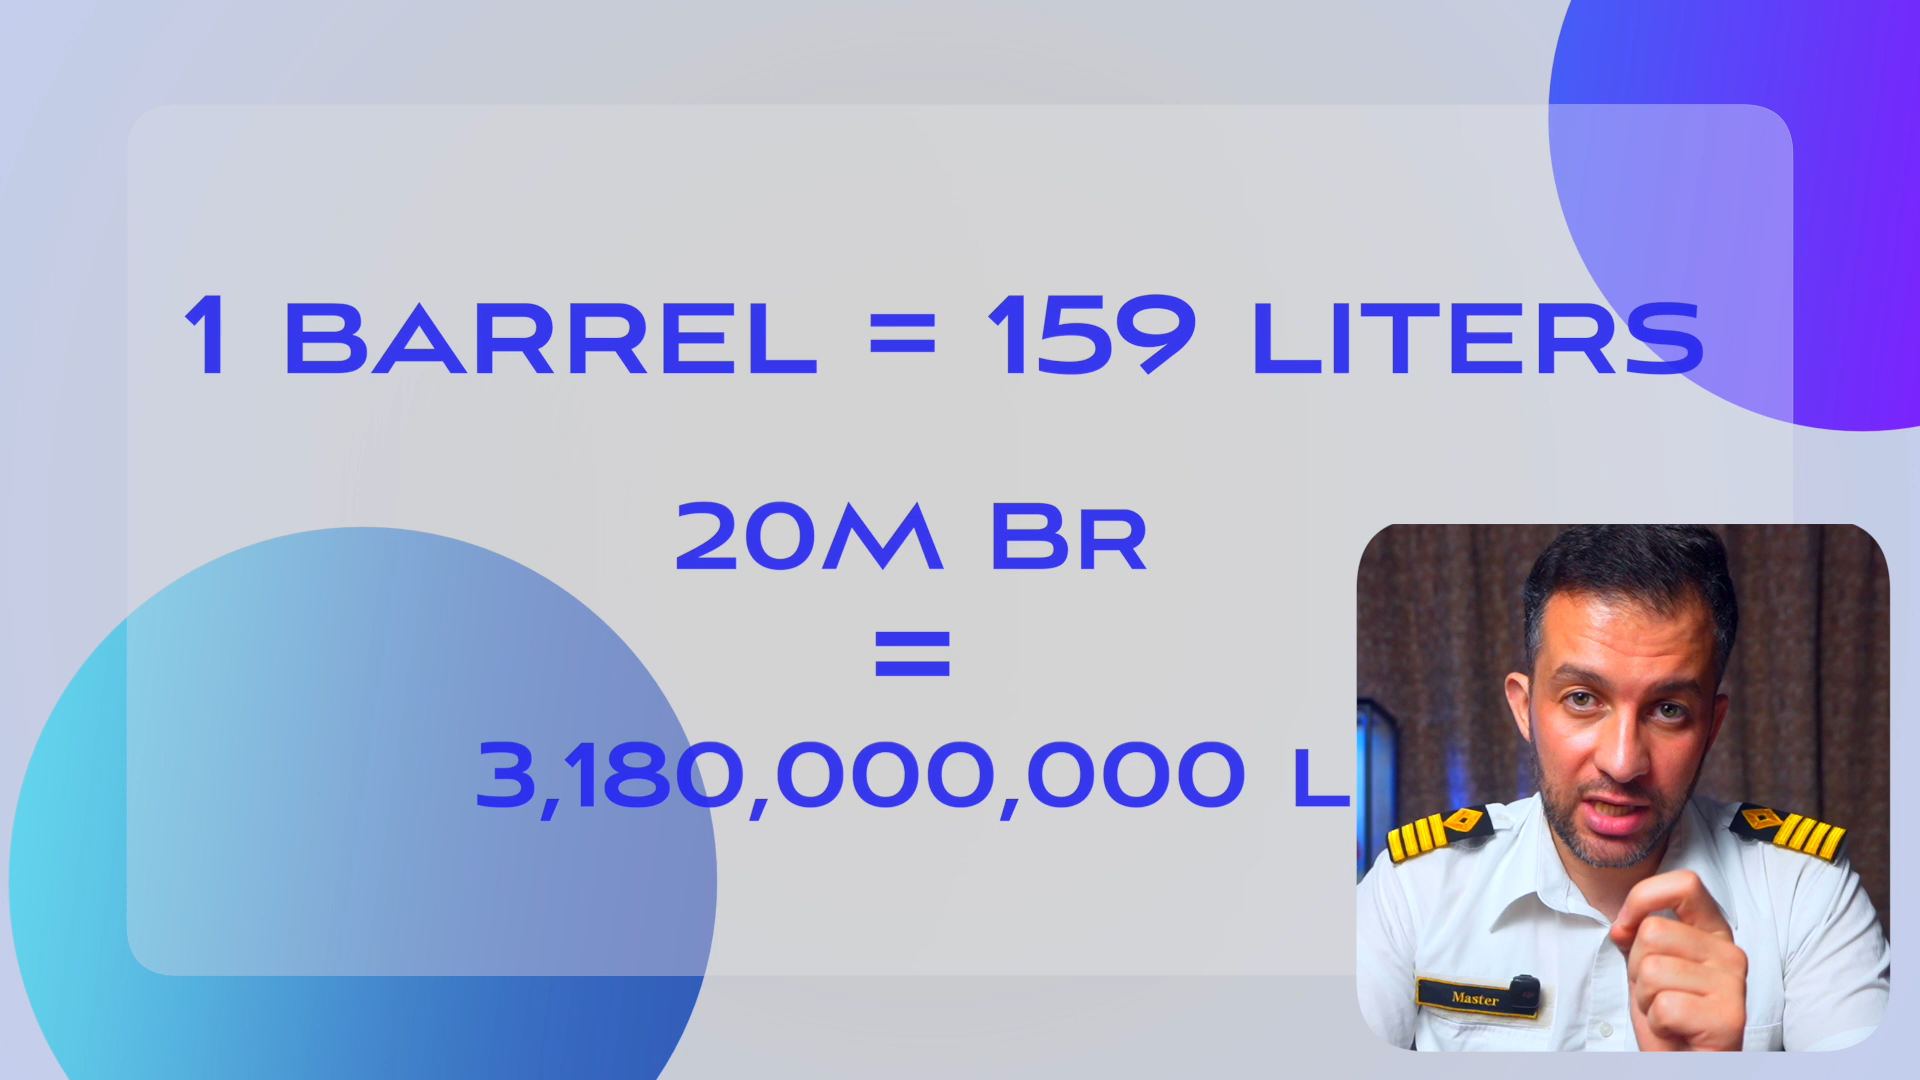 1 BARREL = 159 LITERS
20M BR
=
3,180,000,000 L
Master